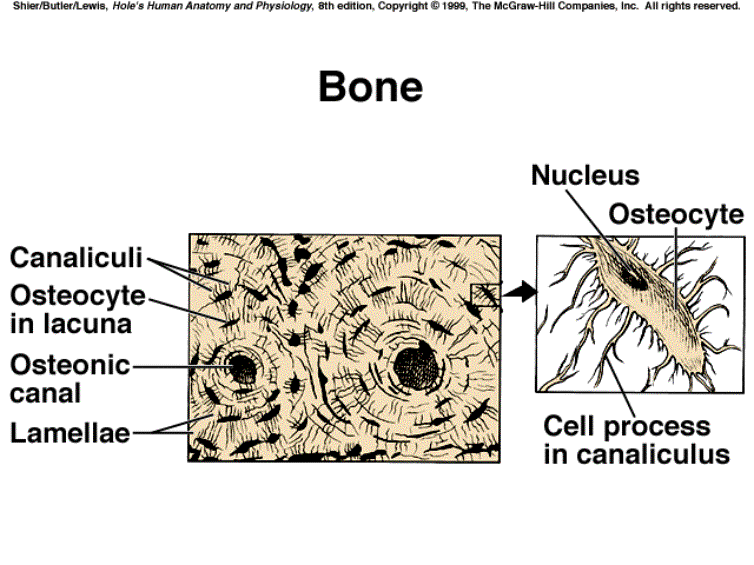 Shier/Butler/Lewis, Hole's Human Anatomy and Physiology, 8th edition, Copyright © 1999, The McGraw-Hill Companies, Inc. All rights reserved.
Bone
Nucleus
Osteocyte
Canaliculi
Osteocyte
in lacuna
Osteonic
canal
Lamellae
Cell process
in canaliculus